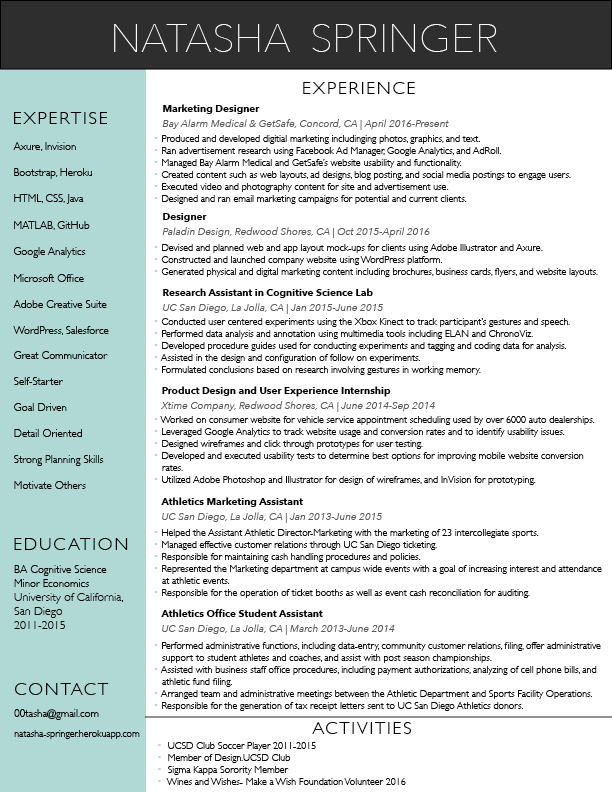 NATASHA SPRINGER
EXPERTISE
Axure, Invision
Bootstrap, Heroku
HTML, CSS, Java
MATLAB, GitHub
Google Analytics
Microsoft Office
Adobe Creative Suite
WordPress, Salesforce
Great Communicator
Self-Starter
Goal Driven
Detail Oriented
Strong Planning Skills
Motivate Others
EDUCATION
BA Cognitive Science
Minor Economics
University of California,
San Diego
2011-2015
CONTACT
00tasha@gmail.com
natasha-springer.herokuapp.com
EXPERIENCE
Marketing Designer
Bay Alarm Medical & GetSafe, Concord, CA | April 2016-Present
· Produced and developed digitial marketing includinging photos, graphics, and text.
· Ran advertisement research using Facebook Ad Manager, Google Analytics, and AdRoll.
· Managed Bay Alarm Medical and GetSafe's website usability and functionality.
· Created content such as web layouts, ad designs, blog posting, and social media postings to engage users.
· Executed video and photography content for site and advertisement use.
· Designed and ran email marketing campaigns for potential and current clients.
Designer
Paladin Design, Redwood Shores, CA | Oct 2015-April 2016
· Devised and planned web and app layout mock-ups for clients using Adobe Illustrator and Axure.
· Constructed and launched company website using WordPress platform.
· Generated physical and digital marketing content including brochures, business cards, flyers, and website layouts.
Research Assistant in Cognitive Science Lab
UC San Diego, La Jolla, CA | Jan 2015-June 2015
· Conducted user centered experiments using the Xbox Kinect to track participant's gestures and speech.
· Performed data analysis and annotation using multimedia tools including ELAN and ChronoViz.
· Developed procedure guides used for conducting experiments and tagging and coding data for analysis.
· Assisted in the design and configuration of follow on experiments.
· Formulated conclusions based on research involving gestures in working memory.
Product Design and User Experience Internship
Xtime Company, Redwood Shores, CA | June 2014-Sep 2014
· Worked on consumer website for vehicle service appointment scheduling used by over 6000 auto dealerships.
· Leveraged Google Analytics to track website usage and conversion rates and to identify usability issues.
· Designed wireframes and click through prototypes for user testing.
· Developed and executed usability tests to determine best options for improving mobile website conversion
rates.
· Utilized Adobe Photoshop and Illustrator for design of wireframes, and InVision for prototyping.
Athletics Marketing Assistant
UC San Diego, La Jolla, CA | Jan 2013-June 2015
· Helped the Assistant Athletic Director-Marketing with the marketing of 23 intercollegiate sports.
· Managed effective customer relations through UC San Diego ticketing.
· Responsible for maintaining cash handling procedures and policies.
· Represented the Marketing department at campus wide events with a goal of increasing interest and attendance
at athletic events.
· Responsible for the operation of ticket booths as well as event cash reconciliation for auditing.
Athletics Office Student Assistant
UC San Diego, La Jolla, CA | March 2013-June 2014
· Performed administrative functions, including data-entry, community customer relations, filing, offer administrative
support to student athletes and coaches, and assist with post season championships.
· Assisted with business staff office procedures, including payment authorizations, analyzing of cell phone bills, and
athletic fund filing.
· Arranged team and administrative meetings between the Athletic Department and Sports Facility Operations.
· Responsible for the generation of tax receipt letters sent to UC San Diego Athletics donors.
ACTIVITIES
· UCSD Club Soccer Player 2011-2015
· Member of Design.UCSD Club
· Sigma Kappa Sorority Member
· Wines and Wishes- Make a Wish Foundation Volunteer 2016